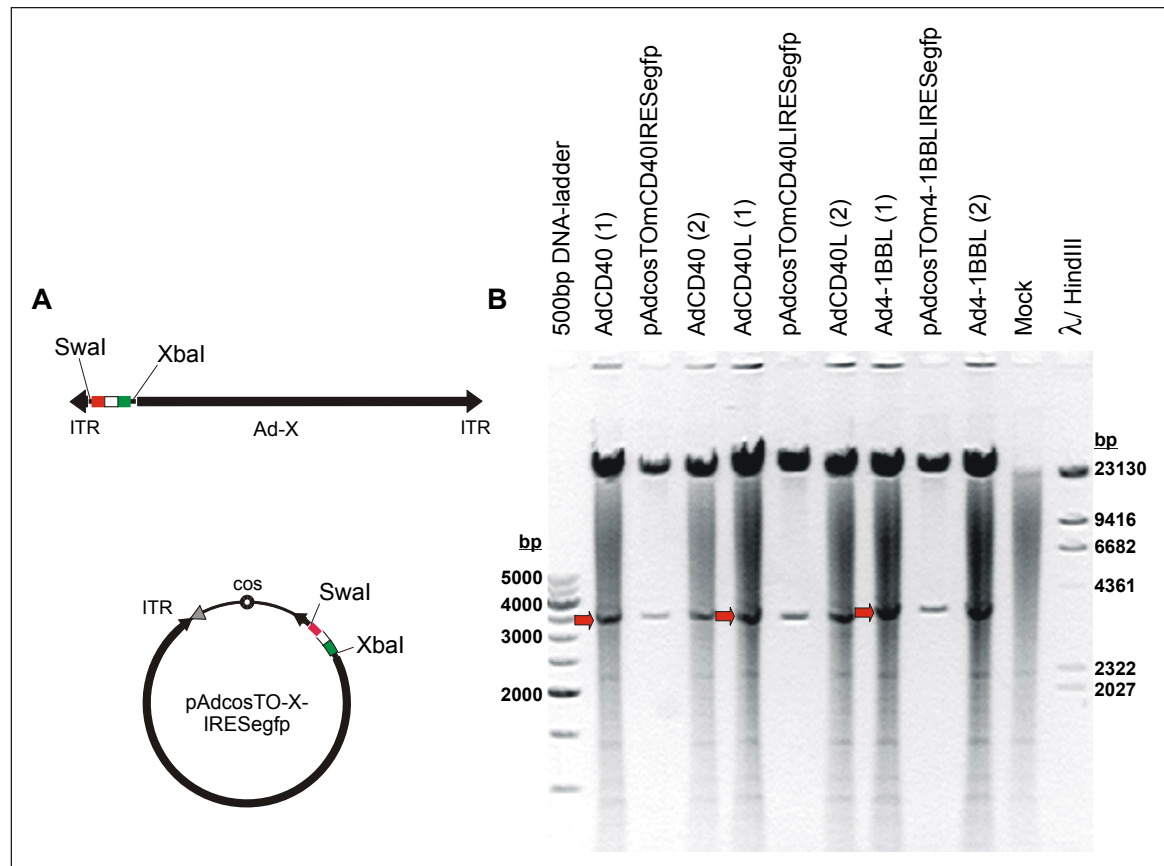 A
SwaI
XbaI
ITR
Ad-X
ITR
cos
ITR
SwaI
XbaI
pAdcosTO-X-
IRESegfp
B
500bp DNA-ladder
AdCD40 (1)
pAdcosTOmCD40IRESegfp
AdCD40 (2)
AdCD40L (1)
pAdcosTOmCD40LIRESegfp
AdCD40L (2)
Ad4-1BBL (1)
pAdcosTOm4-1BBLIRESegfp
Ad4-1BBL (2)
Mock
λ/ HindIII
bp
5000
4000
3000
2000
bp
23130
9416
6682
4361
2322
2027